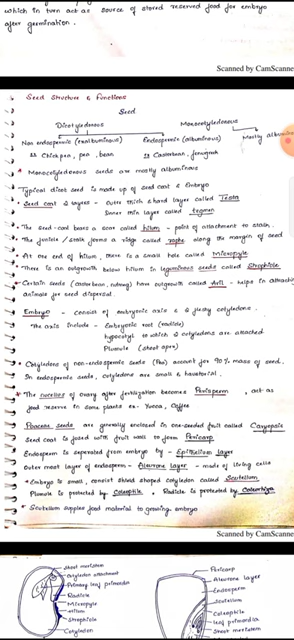 which in turn act as source of stored reserved food for embryo
after germination.
Scanned by CamScanne
Seed Structure & functions
Seed
Dicotyledonous Monocotyledonous
Non endospermic (exalbuminous) Endospermic (albuminous) Mostly albumino
Chickpea, pea, bean Castorbean, fenugreek
* Monocotyledonous seeds are mostly albuminous
Typical dicot seed is made up of seed coat & Embryo
Seed coat 2 layers - Outer thick & hard layer called Testa
Inner thin layer called tegmen
The seed-coat bears a scar called hilum - point of attachment to stalk.
The funicle / stalk forms a ridge called raphe along the margin of seed
At one end of hilum, there is a small hole called Micropyle
There is an outgrowth below hilum in leguminous seeds called Strophiole
Certain seeds (castorbean, nutmeg) have outgrowth called Aril - helps in attracti
animals for seed dispersal.
Embryo - consist of embryonic axis & 2 fleshy cotyledons.
The axis include - Embryonic root (radicle)
hypocotyl to which 2 cotyledons are attached
Plumule (shoot apex)
Cotyledons of non-endospermic seeds (Pea) account for 90% mass of seed.
In endospermic seeds, cotyledons are small & haustorial.
* The nucellus of ovary after fertilization becomes Perisperm, act as
food reserve in some plants ex- Yucca, Coffee
Poaceae seeds are generally enclosed in one-seeded fruit called Caryopsis
Seed coat is fused with fruit wall to form Pericarp
Endosperm is seperated from embryo by - Epithelium layer
Outer most layer of endosperm - Aleurone layer - made of living cells
* Embryo is small, consist shield shaped cotyledon called Scutellum
Plumule is protected by Coleoptile, Radicle is protected by Coleorhiza
* Scutellum supplies food material to growing embryo
Scanned by CamScanne
Shoot meristem
Cotyledon attachment
Primary leaf primordia
Radicle
Micropyle
Hilum
Strophiole
Cotyledon
Pericarp
Aleurone layer
Endosperm
Scutellum
Coleoptile
leaf primordia
Shoot meristem